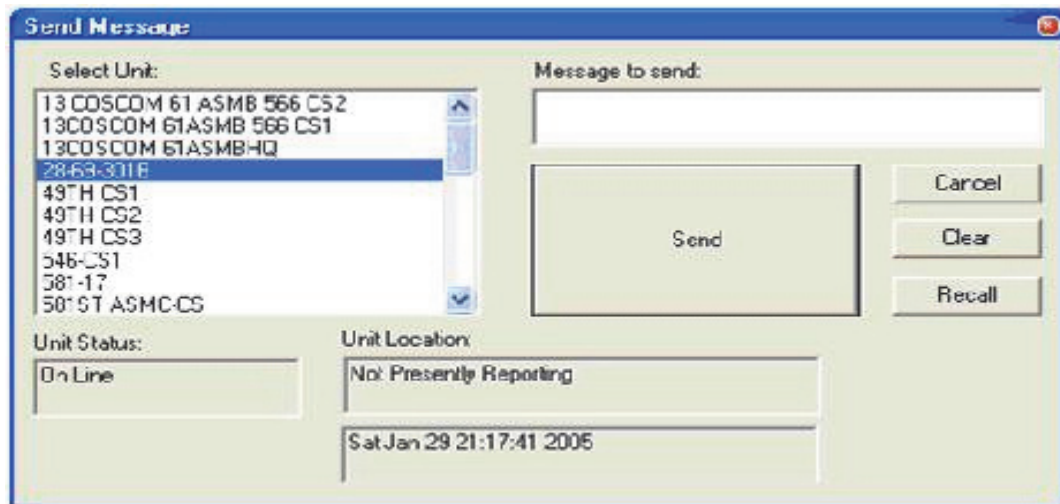 Send Message
Select Unit:
13 COSCOM 61 ASMB 566 CS2
13COSCOM 61ASMB 566 CS1
13COSCOM 61ASMBHQ
28-69-301B
49TH CS1
49TH CS2
49TH CS3
546-CS1
581-17
581ST ASMC-CS
Message to send:
Send
Cancel
Clear
Recall
Unit Status:
On Line
Unit Location:
Not Presently Reporting
Sat Jan 29 21:17:41 2005